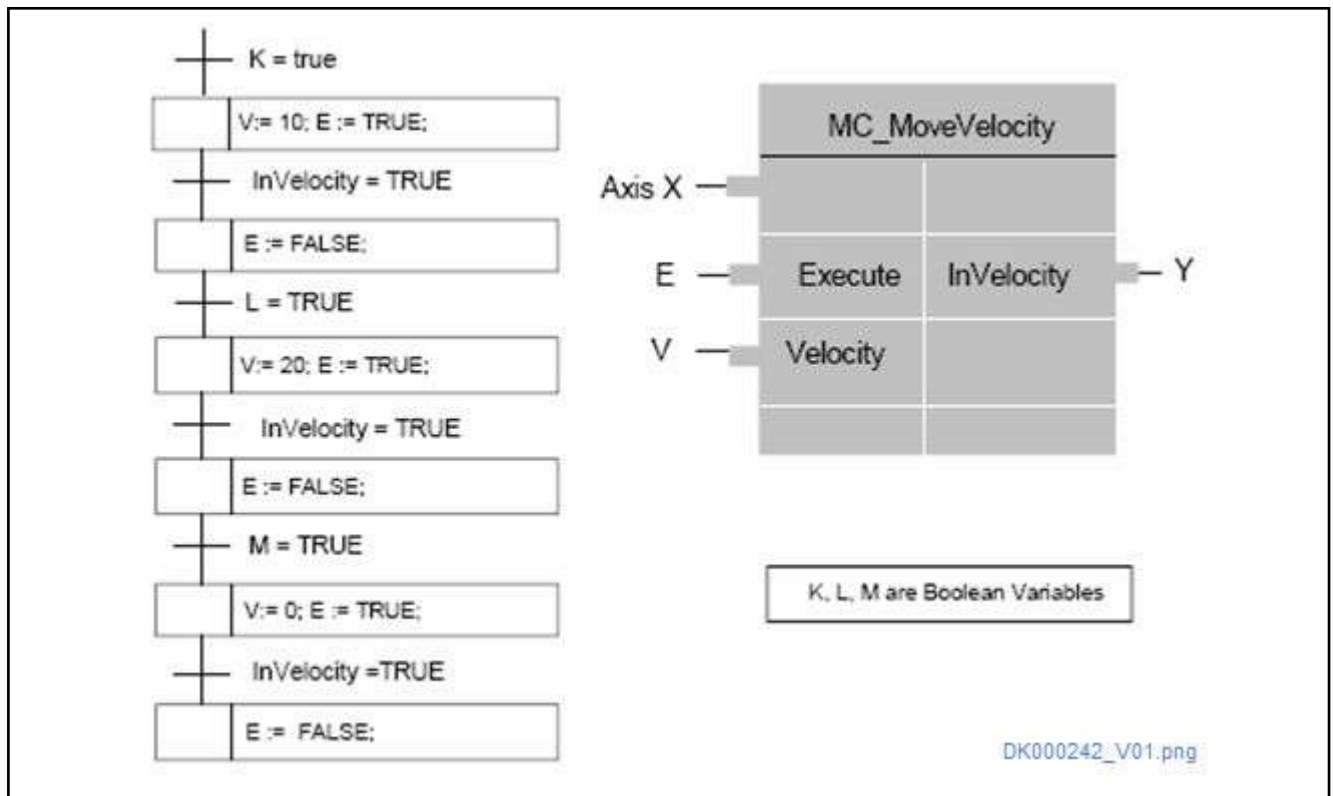 K = true
V:= 10; E := TRUE;
InVelocity = TRUE
E := FALSE;
L = TRUE
V:= 20; E := TRUE;
InVelocity = TRUE
E := FALSE;
M = TRUE
V:= 0; E := TRUE;
InVelocity =TRUE
E := FALSE;
MC_MoveVelocity
Axis X
E Execute InVelocity Y
V Velocity
K, L, M are Boolean Variables
DK000242_V01.png